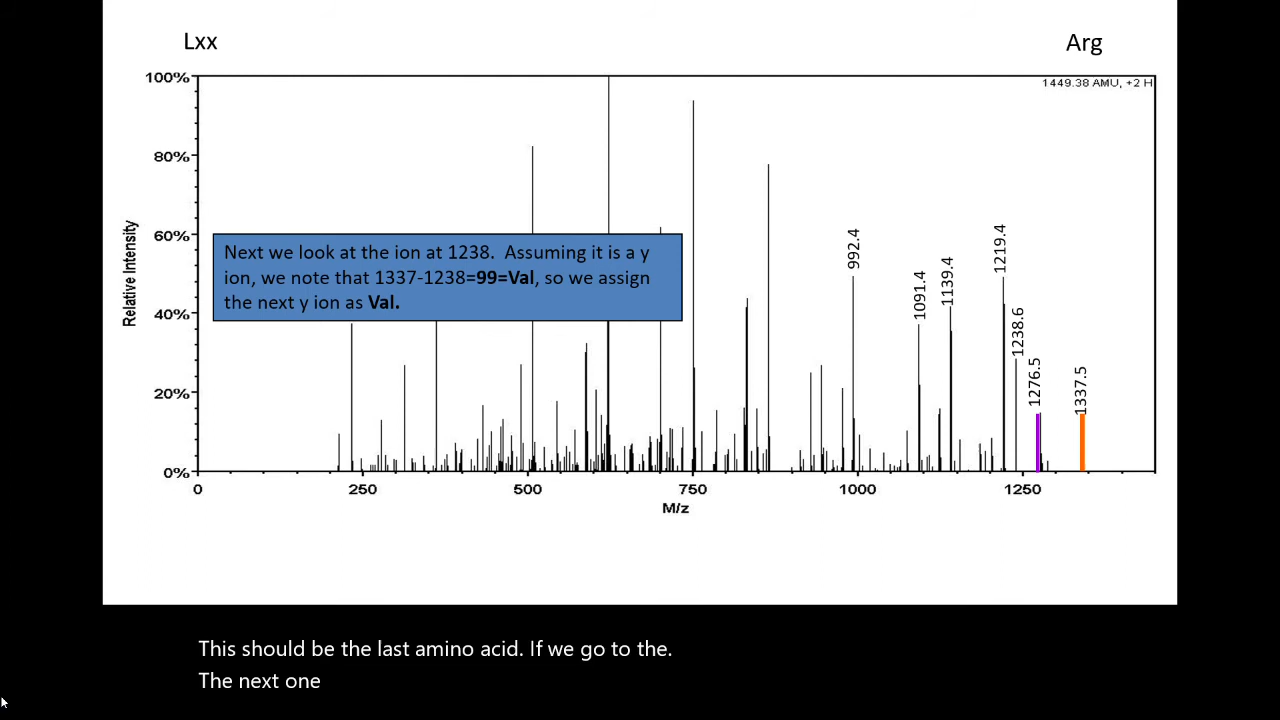 Lxx
Arg
100%
1449.38 AMU, +2 H
80%
60%
40%
20%
0%
Relative Intensity
Next we look at the ion at 1238. Assuming it is a y
ion, we note that 1337-1238=99=Val, so we assign
the next y ion as Val.
992.4
1091.4
1139.4
1219.4
1238.6
1276.5
1337.5
0
250
500
750
1000
1250
M/z
This should be the last amino acid. If we go to the.
The next one